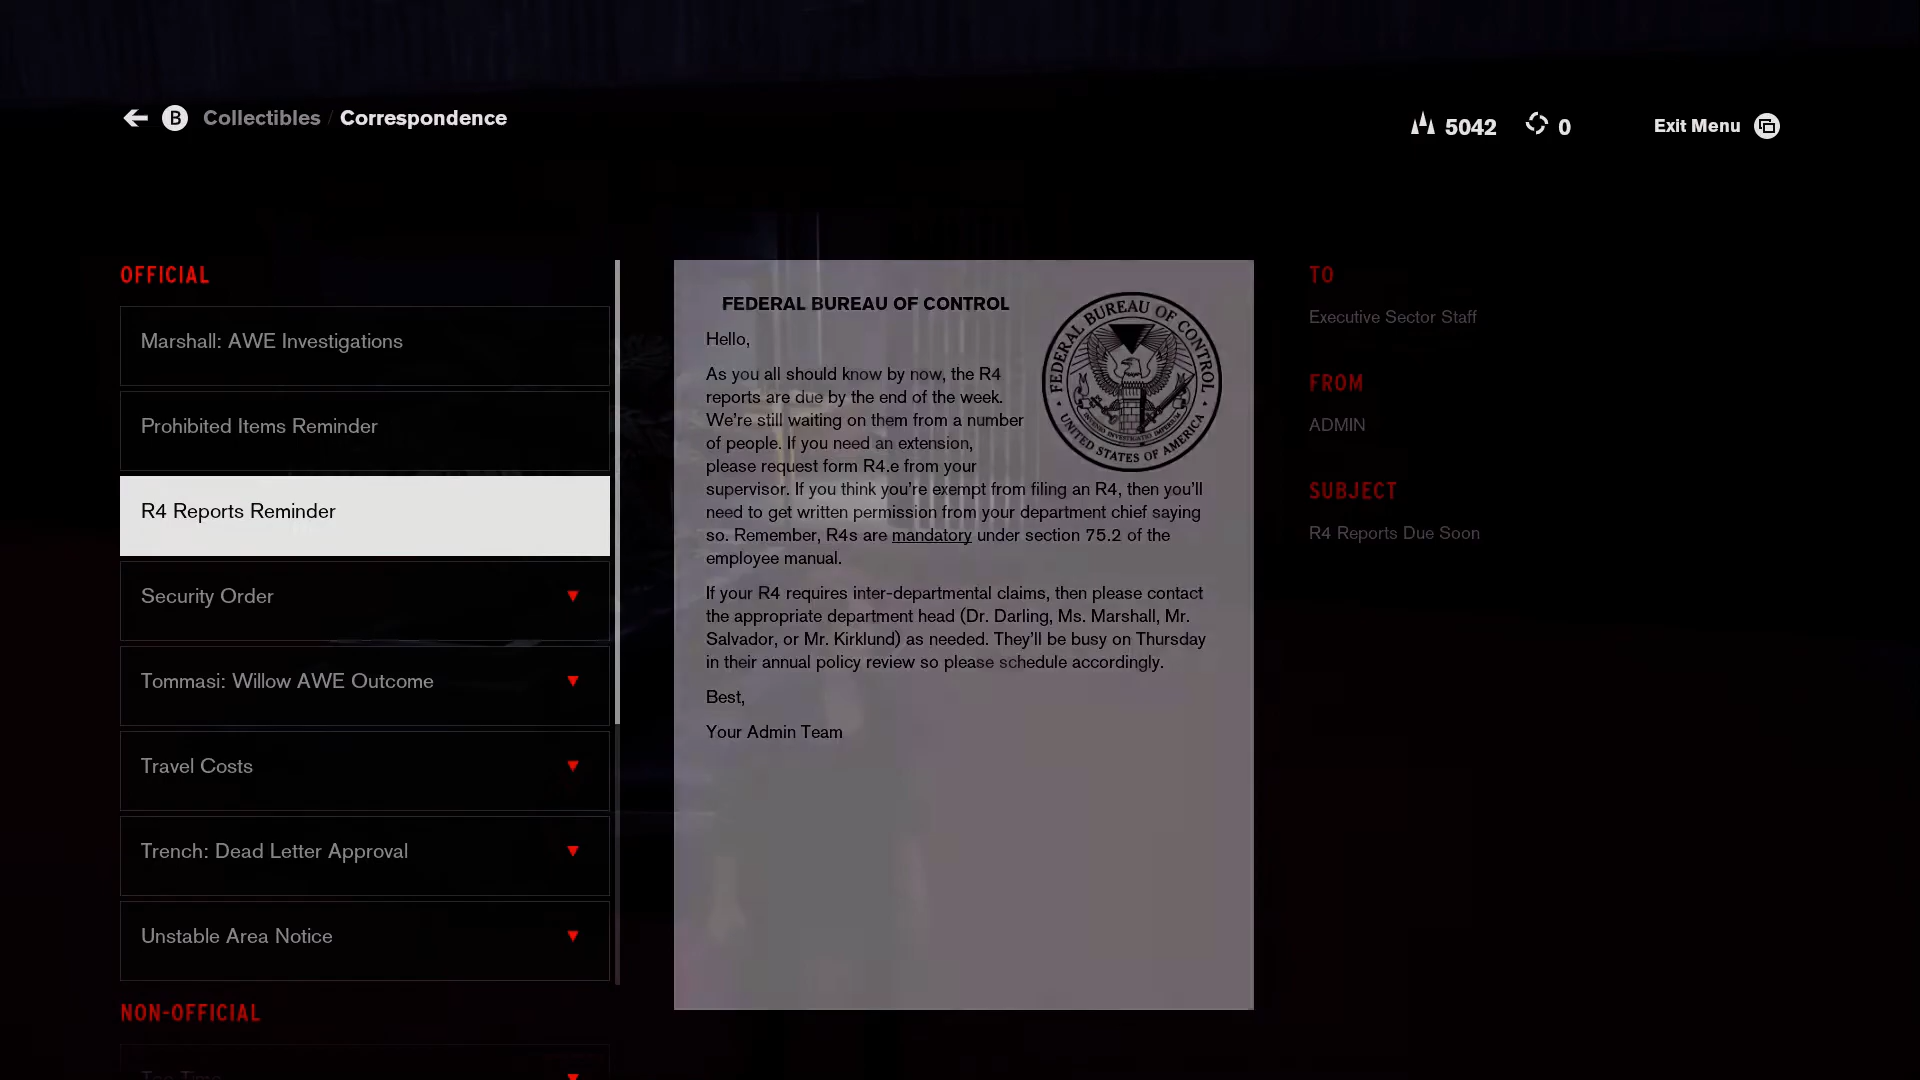 B Collectibles / Correspondence
5042 0 Exit Menu
OFFICIAL
Marshall: AWE Investigations
Prohibited Items Reminder
R4 Reports Reminder
Security Order
Tommasi: Willow AWE Outcome
Travel Costs
Trench: Dead Letter Approval
Unstable Area Notice
NON-OFFICIAL
Tea Time
FEDERAL BUREAU OF CONTROL
FEDERAL BUREAU OF CONTROL
UNITED STATES OF AMERICA
Hello,
As you all should know by now, the R4
reports are due by the end of the week.
We're still waiting on them from a number
of people. If you need an extension,
please request form R4.e from your
supervisor. If you think you're exempt from filing an R4, then you'll
need to get written permission from your department chief saying
so. Remember, R4s are mandatory under section 75.2 of the
employee manual.
If your R4 requires inter-departmental claims, then please contact
the appropriate department head (Dr. Darling, Ms. Marshall, Mr.
Salvador, or Mr. Kirklund) as needed. They'll be busy on Thursday
in their annual policy review so please schedule accordingly.
Best,
Your Admin Team
TO
Executive Sector Staff
FROM
ADMIN
SUBJECT
R4 Reports Due Soon